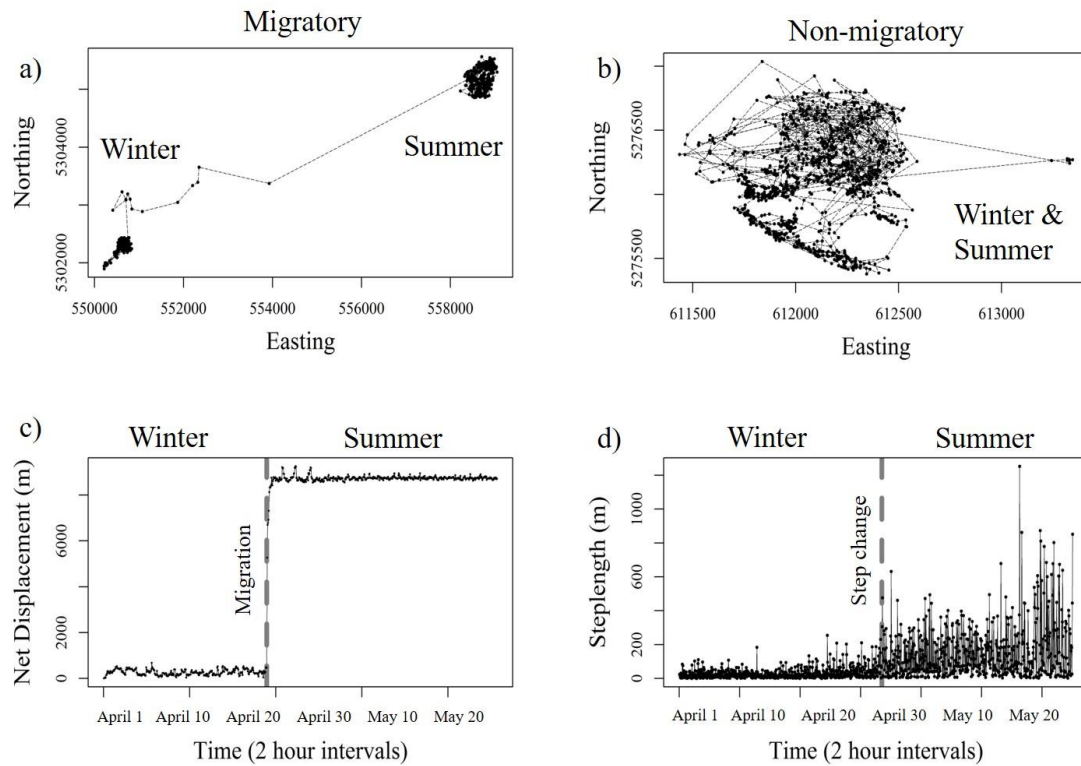 Migratory
a)
Winter
Summer
Northing
5304000
5302000
550000 552000 554000 556000 558000
Easting
Non-migratory
b)
Northing
5276500
5275500
Winter &
Summer
611500 612000 612500 613000
Easting
c)
Winter Summer
Net Displacement (m)
6000
2000
0
Migration
April 1 April 10 April 20 April 30 May 10 May 20
Time (2 hour intervals)
d)
Winter Summer
Steplength (m)
1000
600
200
0
Step change
April 1 April 10 April 20 April 30 May 10 May 20
Time (2 hour intervals)